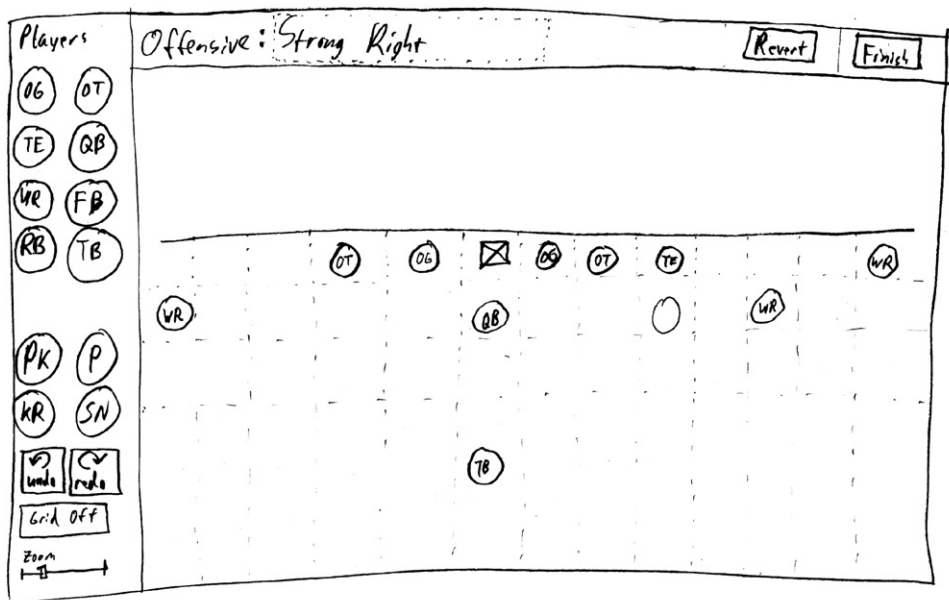 Players
Offensive: Strong Right
Revert
Finish
OG OT
TE QB
WR FB
RB TB
PK P
KR SN
undo redo
Grid Off
Zoom
OT OG OG OT TE WR
WR QB WR
TB